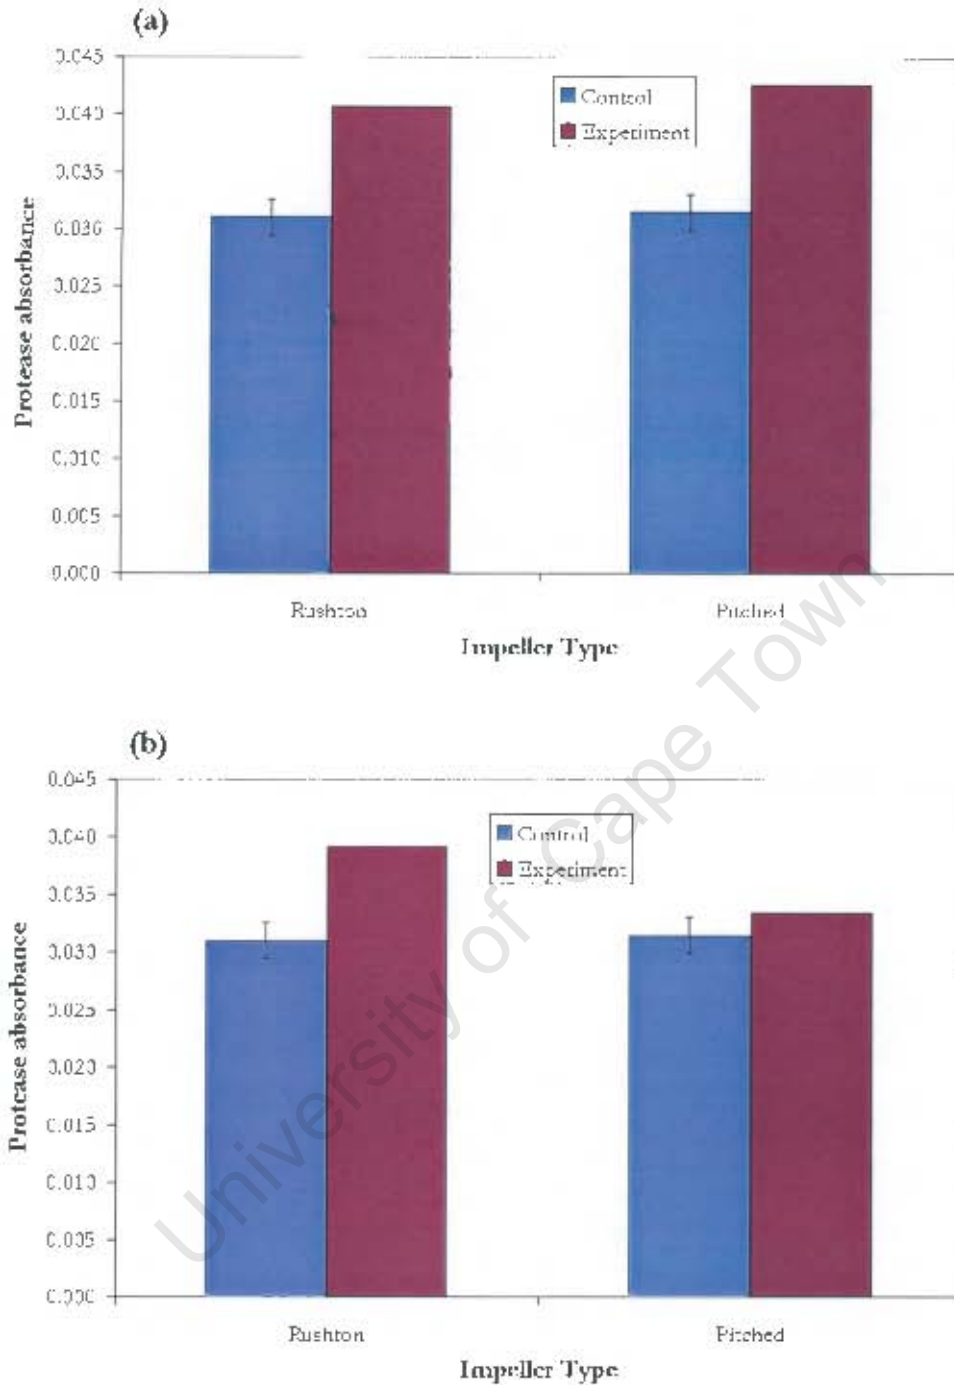 (a)
0.045
0.040
0.035
0.030
0.025
0.020
0.015
0.010
0.005
0.000
Protease absorbance
Control
Experiment
Rushton
Pitched
Impeller Type
(b)
0.045
0.040
0.035
0.030
0.025
0.020
0.015
0.010
0.005
0.000
Protease absorbance
Control
Experiment
Rushton
Pitched
Impeller Type
University of Cape Town